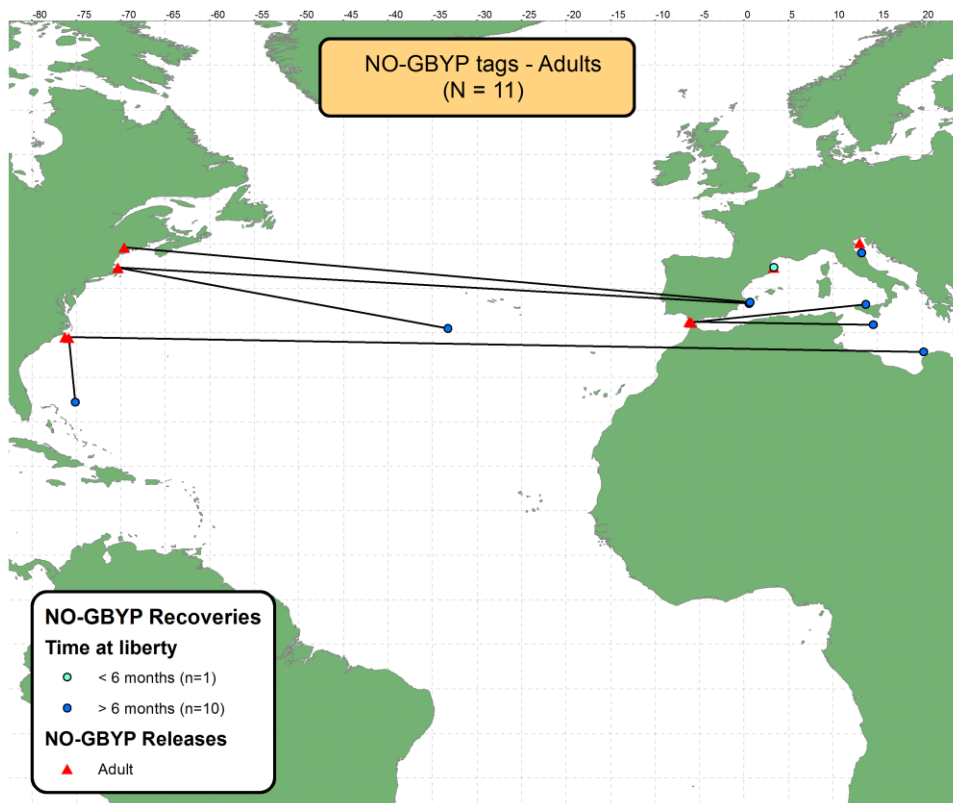 -80 -70 -65 -60 -55 -50 -45 -40 -35 -30 -25 -20 -15 -10 -5 0 5 10 15 20
NO-GBYP tags - Adults
(N = 11)
NO-GBYP Recoveries
Time at liberty
< 6 months (n=1)
> 6 months (n=10)
NO-GBYP Releases
Adult